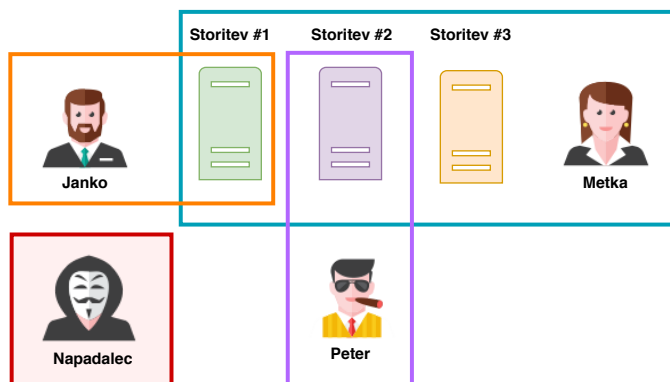 Storitev #1
Storitev #2
Storitev #3
Janko
Metka
Napadalec
Peter